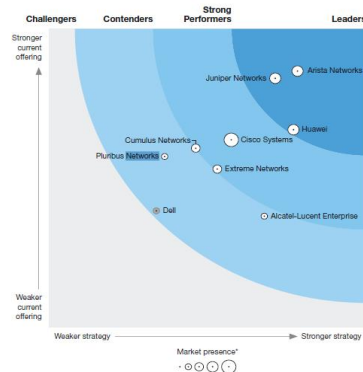 Challengers Contenders Strong Performers Leaders
Stronger current offering
Arista Networks
Juniper Networks
Huawei
Cumulus Networks
Cisco Systems
Pluribus Networks
Extreme Networks
Dell
Alcatel-Lucent Enterprise
Weaker current offering
Weaker strategy Stronger strategy
Market presence*